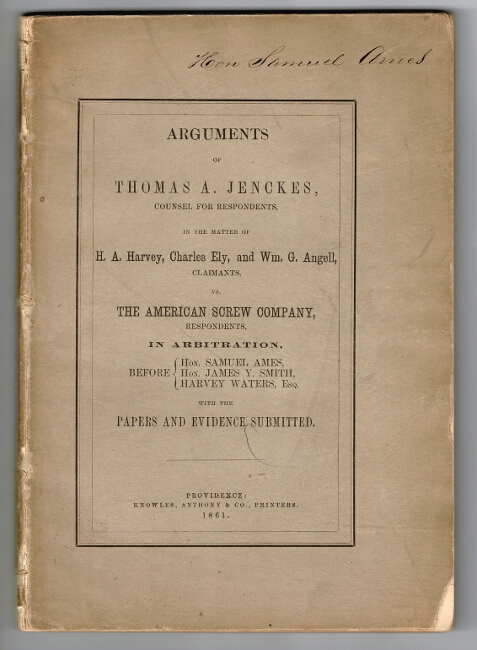 Hon Samuel Ames
ARGUMENTS
OF
THOMAS A. JENCKES,
COUNSEL FOR RESPONDENTS,
IN THE MATTER OF
H. A. Harvey, Charles Ely, and Wm. G. Angell,
CLAIMANTS,
VS.
THE AMERICAN SCREW COMPANY,
RESPONDENTS,
IN ARBITRATION,
BEFORE { Hon. SAMUEL AMES,
Hon. JAMES Y. SMITH,
HARVEY WATERS, Esq.
WITH THE
PAPERS AND EVIDENCE SUBMITTED.
PROVIDENCE:
KNOWLES, ANTHONY & CO., PRINTERS.
1861.